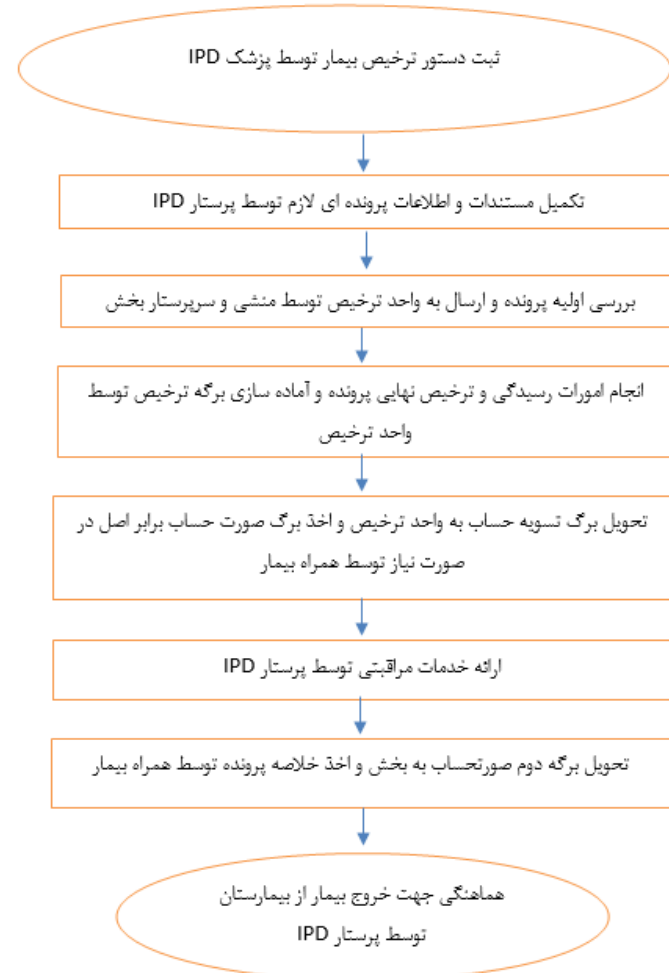 ثبت دستور ترخیص بیمار توسط پزشک IPD
تکمیل مستندات و اطلاعات پرونده ای لازم توسط پرستار IPD
بررسی اولیه پرونده و ارسال به واحد ترخیص توسط منشی و سرپرستار بخش
انجام امورات رسیدگی و ترخیص نهایی پرونده و آماده سازی برگه ترخیص توسط
واحد ترخیص
تحویل برگ تسویه حساب به واحد ترخیص و اخذ برگ صورت حساب برابر اصل در
صورت نیاز توسط همراه بیمار
ارائه خدمات مراقبتی توسط پرستار IPD
تحویل برگه دوم صورتحساب به بخش و اخذ خلاصه پرونده توسط همراه بیمار
هماهنگی جهت خروج بیمار از بیمارستان
توسط پرستار IPD